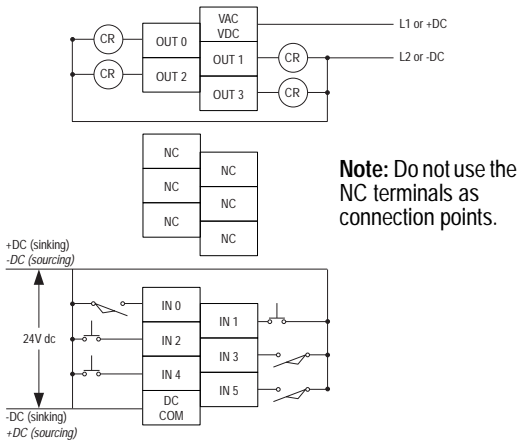 VAC
VDC
L1 or +DC
CR
OUT 0
OUT 1
CR
L2 or -DC
CR
OUT 2
OUT 3
CR
NC
NC
NC
NC
NC
NC
Note: Do not use the
NC terminals as
connection points.
+DC (sinking)
-DC (sourcing)
24V dc
IN 0
IN 1
IN 2
IN 3
IN 4
IN 5
DC
COM
-DC (sinking)
+DC (sourcing)